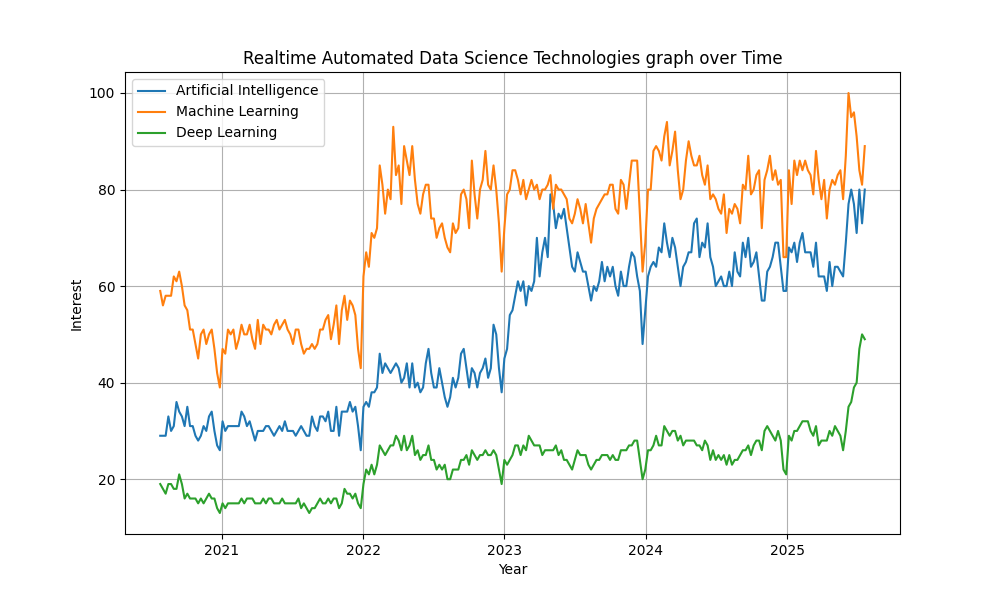 Realtime Automated Data Science Technologies graph over Time
Artificial Intelligence
Machine Learning
Deep Learning
100
80
60
40
20
Interest
2021 2022 2023 2024 2025
Year